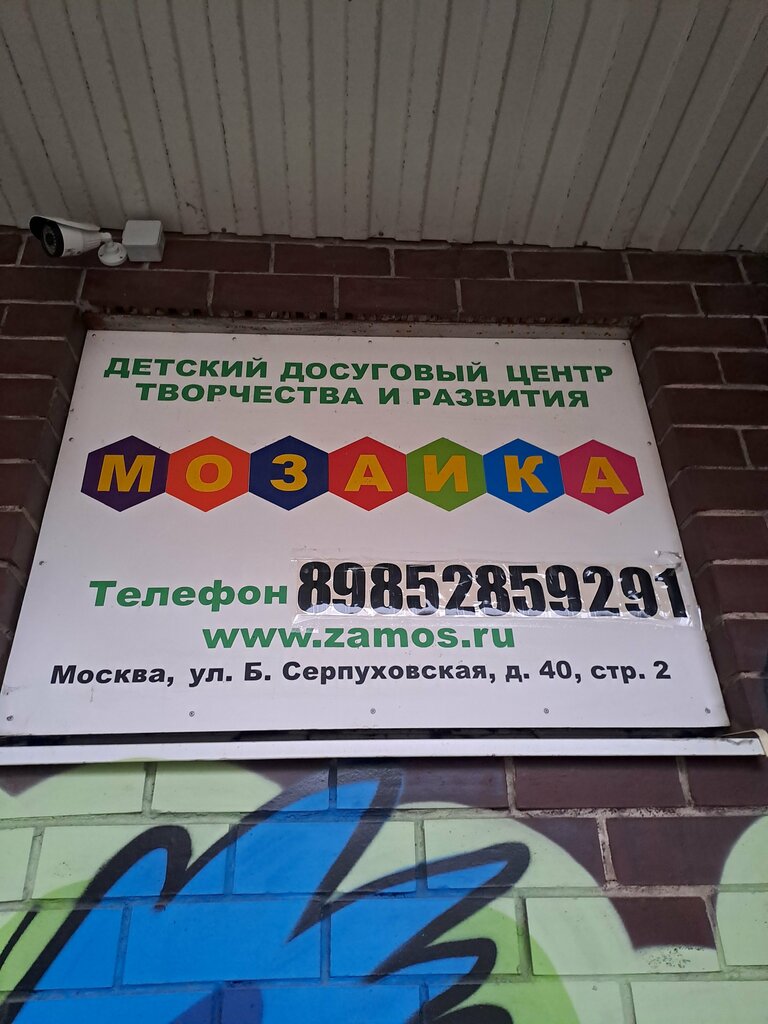 ДЕТСКИЙ ДОСУГОВЫЙ ЦЕНТР
ТВОРЧЕСТВА И РАЗВИТИЯ
МОЗАИКА
Телефон 89852859291
www.zamos.ru
Москва, ул. Б. Серпуховская, д. 40, стр. 2